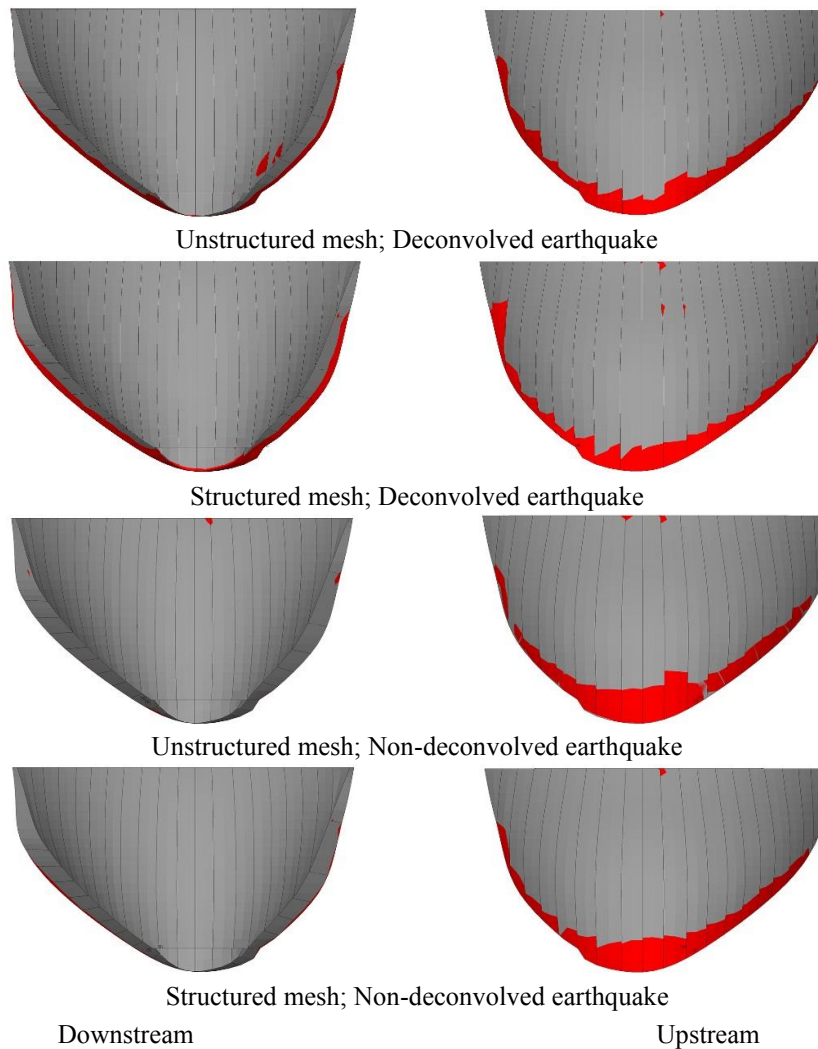 Unstructured mesh; Deconvolved earthquake
Structured mesh; Deconvolved earthquake
Unstructured mesh; Non-deconvolved earthquake
Structured mesh; Non-deconvolved earthquake
Downstream Upstream